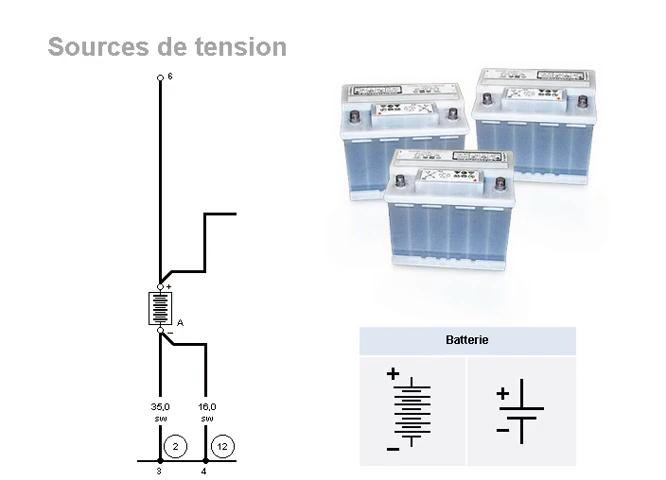 Sources de tension
6
+
A
–
35,0
sw
16,0
sw
2
12
3
4
Batterie
+
–
+
–